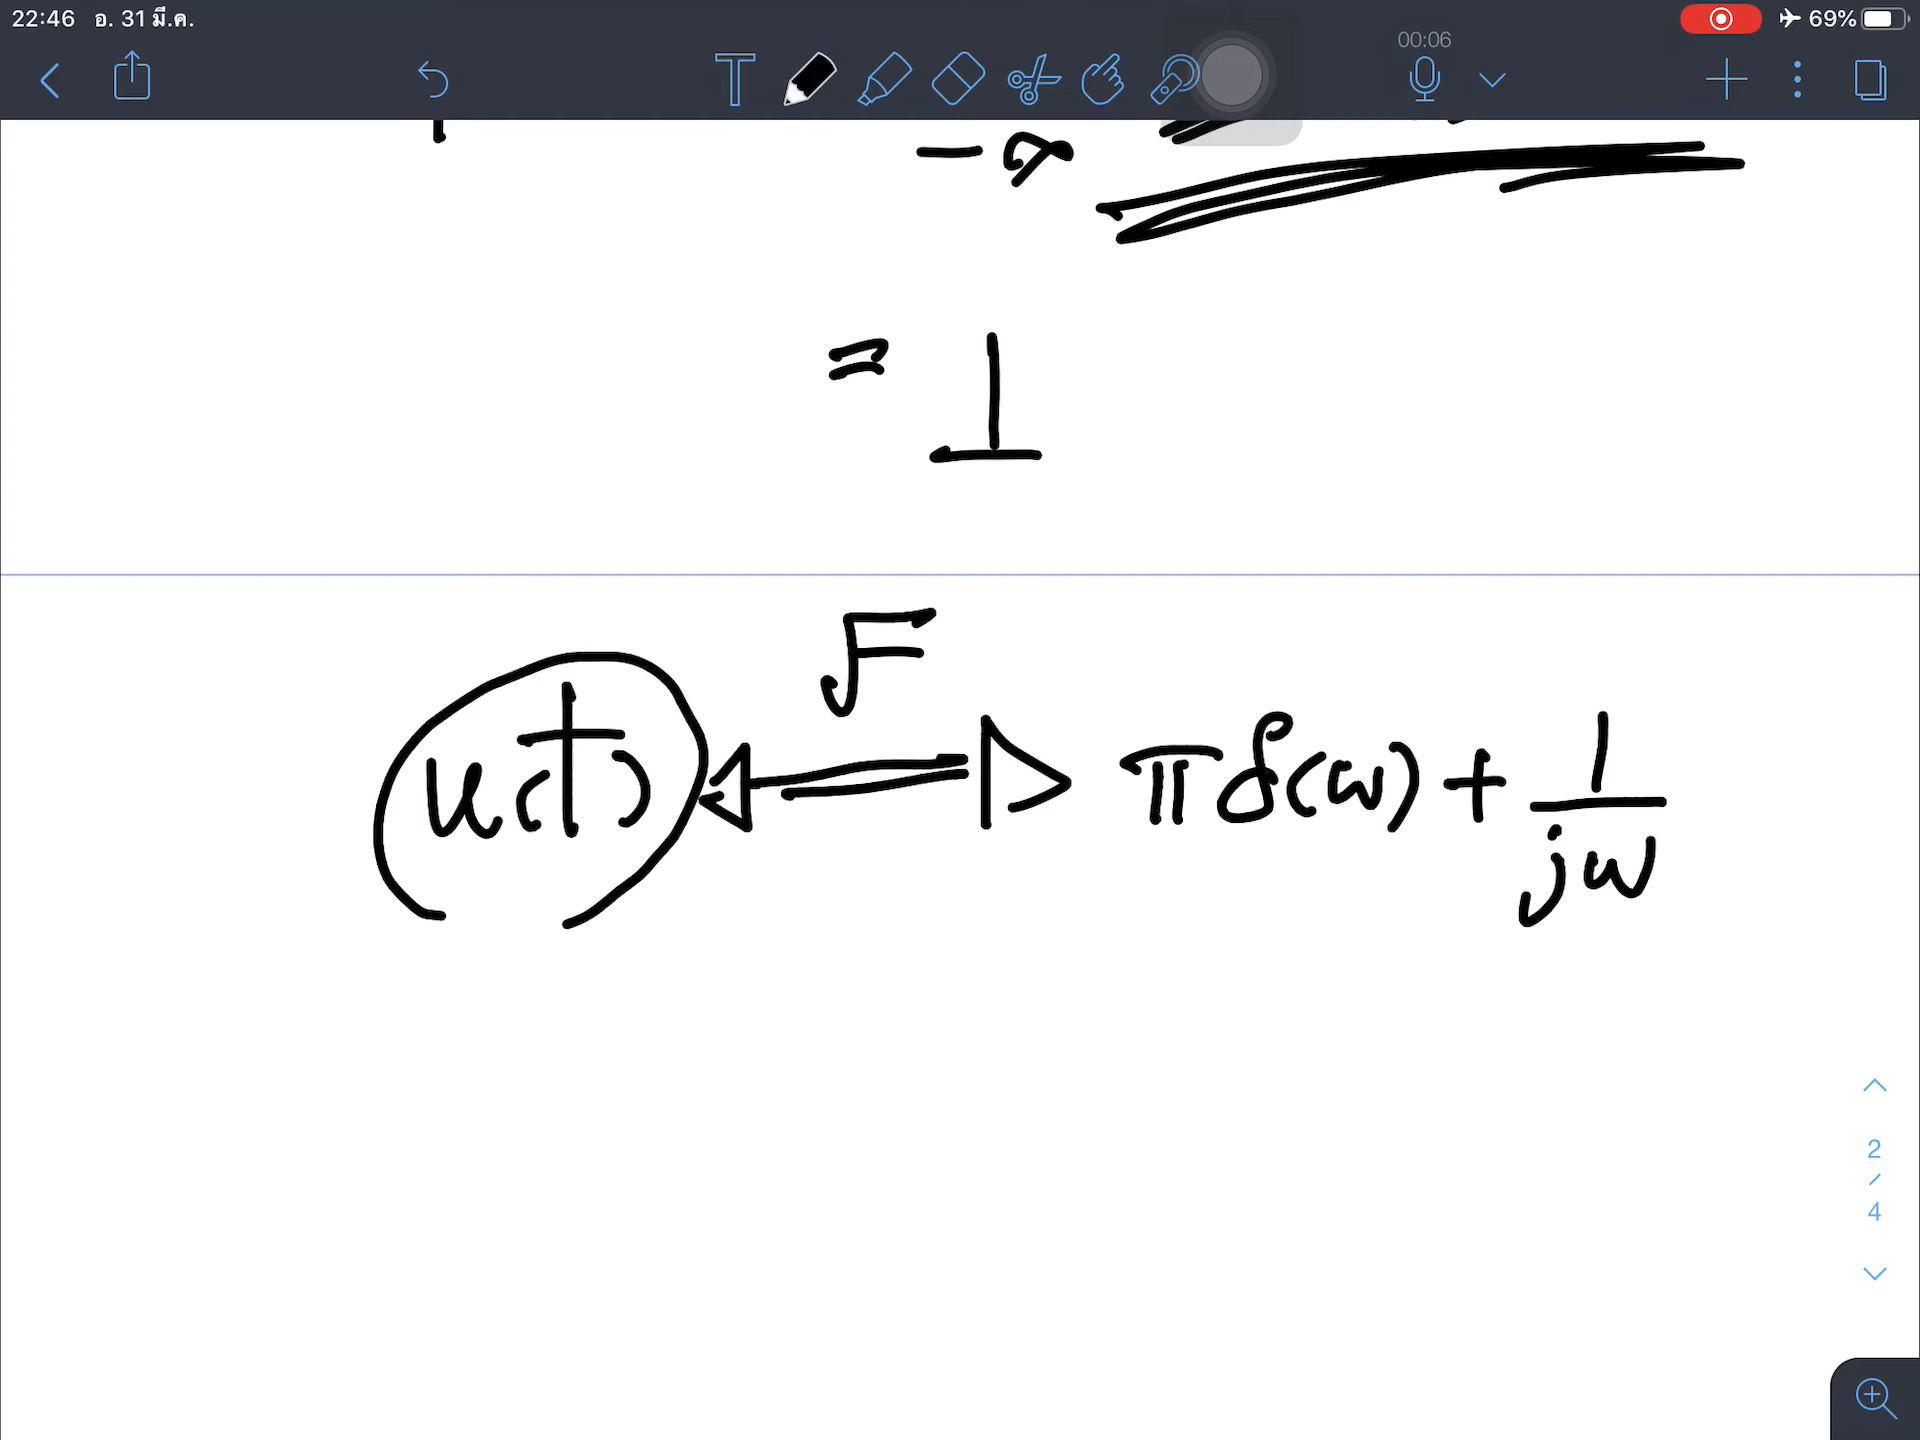 22:46 อ. 31 มี.ค. 69%
00:06
T
-∞
= 1
F
u(t) ⟺ πδ(ω) + 1/jω
2
/
4